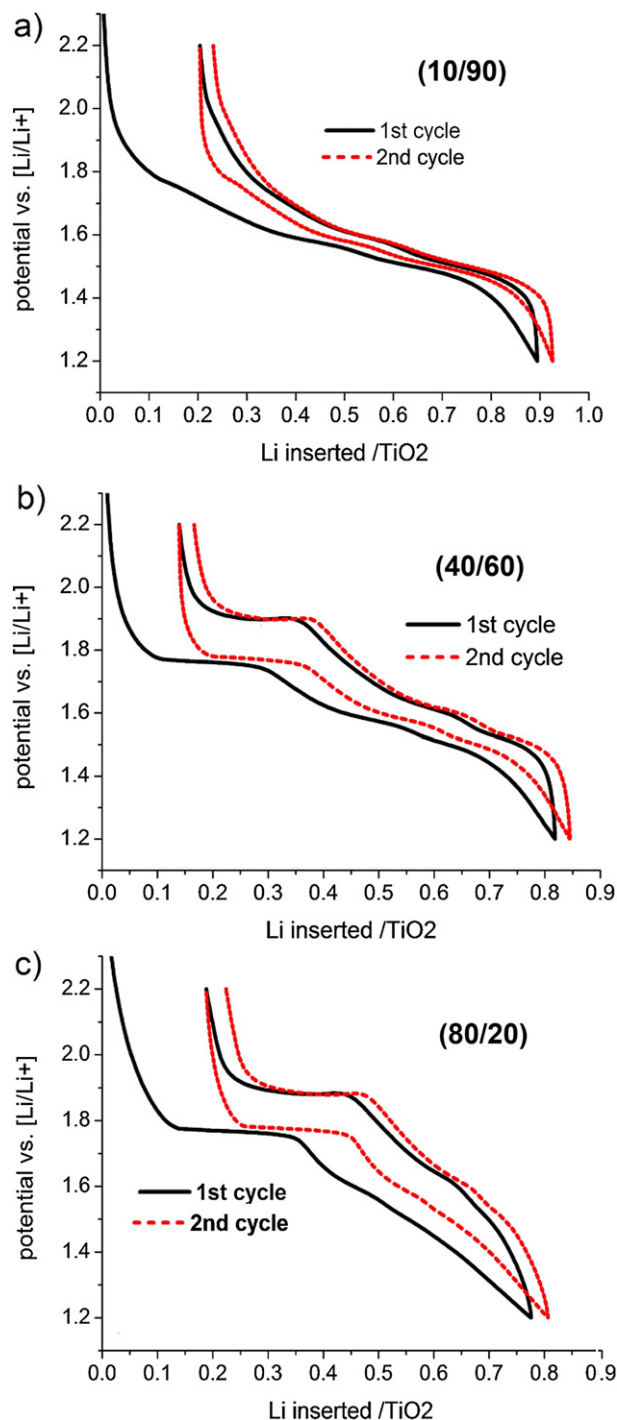 a)
(10/90)
1st cycle
2nd cycle
potential vs. [Li/Li+]
2.2
2.0
1.8
1.6
1.4
1.2
0.0 0.1 0.2 0.3 0.4 0.5 0.6 0.7 0.8 0.9 1.0
Li inserted /TiO2
b)
(40/60)
1st cycle
2nd cycle
potential vs. [Li/Li+]
2.2
2.0
1.8
1.6
1.4
1.2
0.0 0.1 0.2 0.3 0.4 0.5 0.6 0.7 0.8 0.9
Li inserted /TiO2
c)
(80/20)
1st cycle
2nd cycle
potential vs. [Li/Li+]
2.2
2.0
1.8
1.6
1.4
1.2
0.0 0.1 0.2 0.3 0.4 0.5 0.6 0.7 0.8 0.9
Li inserted /TiO2